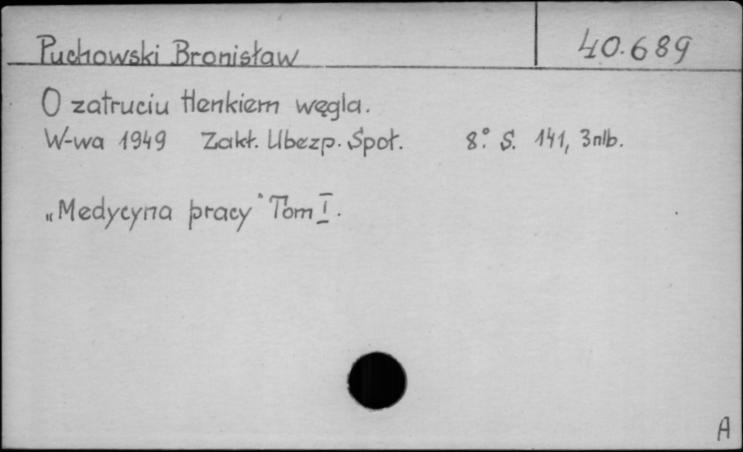 Puchowski Bronisław 40.689
O zatruciu tlenkiem węgla.
W-wa 1949 Zakł. Ubezp. Społ. 8° S. 141, 3nlb.
„Medycyna pracy" Tom I.
A